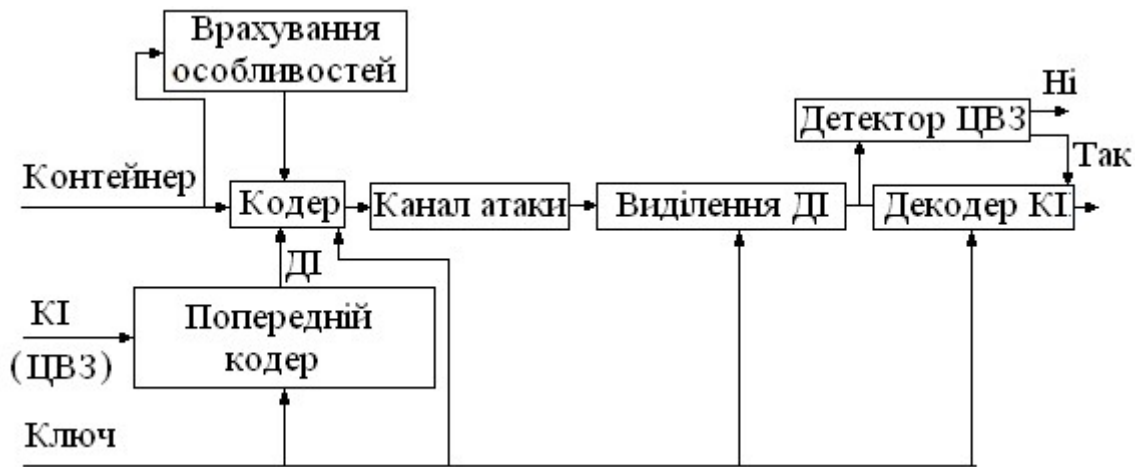 Врахування
особливостей
Ні
Детектор ЦВЗ
Так
Контейнер
Кодер
Канал атаки
Виділення ДІ
Декодер КІ
ДІ
КІ
(ЦВЗ)
Попередній
кодер
Ключ